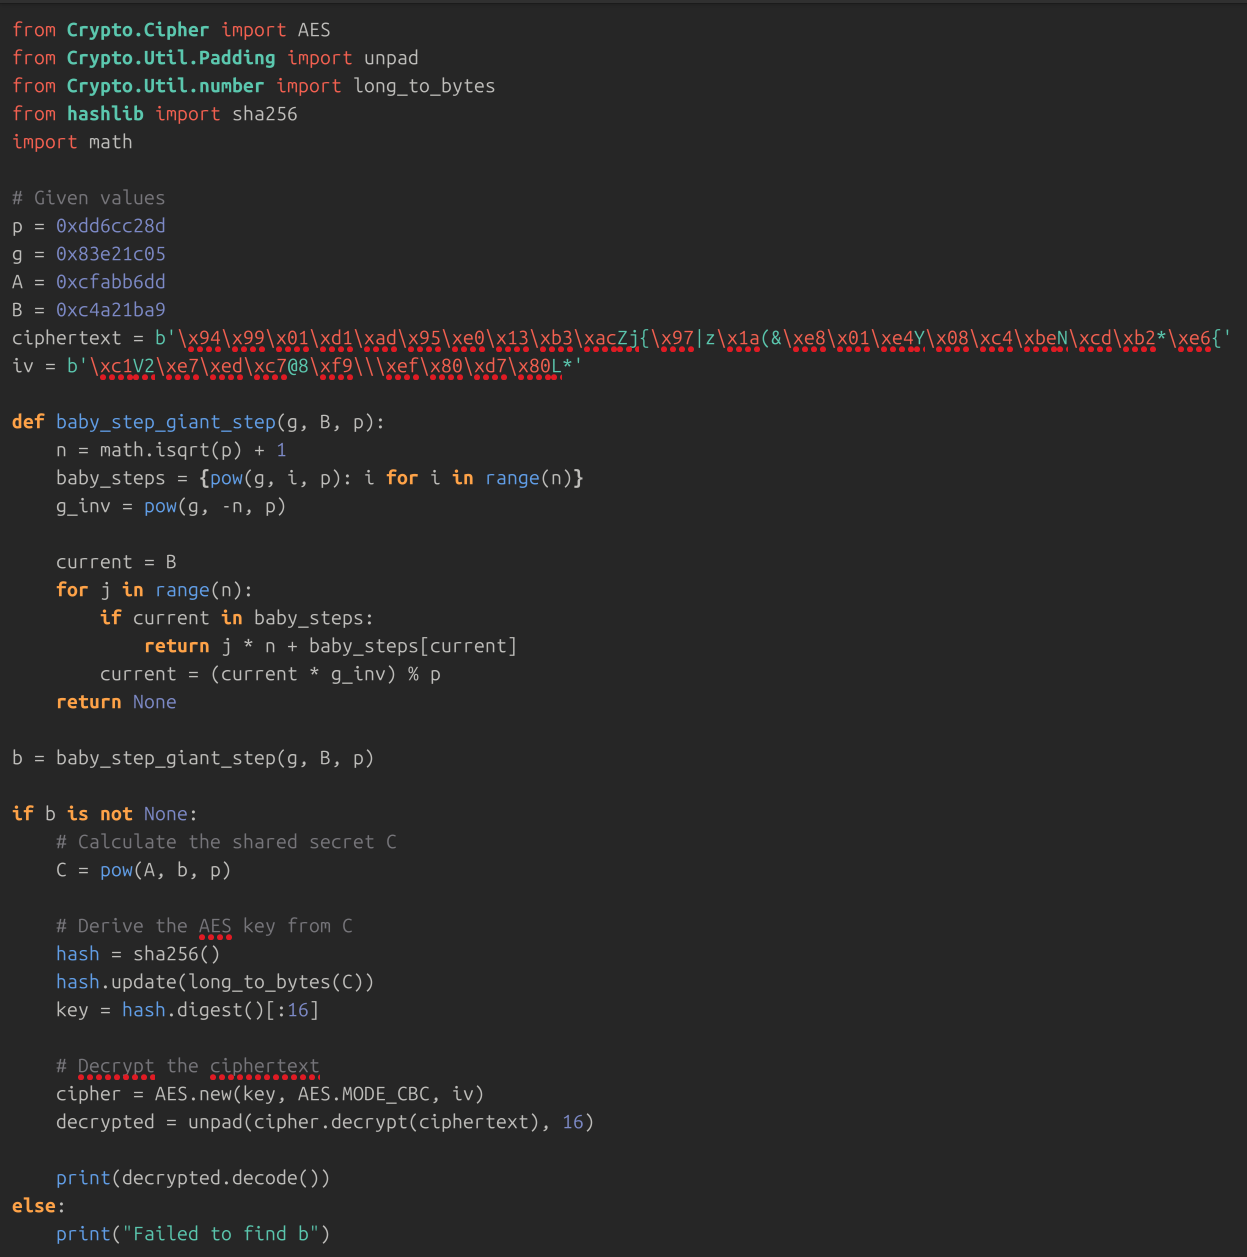 from Crypto.Cipher import AES
from Crypto.Util.Padding import unpad
from Crypto.Util.number import long_to_bytes
from hashlib import sha256
import math

# Given values
p = 0xdd6cc28d
g = 0x83e21c05
A = 0xcfabb6dd
B = 0xc4a21ba9
ciphertext = b'\x94\x99\x01\xd1\xad\x95\xe0\x13\xb3\xacZj{\x97|z\x1a(&\xe8\x01\xe4Y\x08\xc4\xbeN\xcd\xb2*\xe6{'
iv = b'\xc1V2\xe7\xed\xc7@8\xf9\\\xef\x80\xd7\x80L*'

def baby_step_giant_step(g, B, p):
    n = math.isqrt(p) + 1
    baby_steps = {pow(g, i, p): i for i in range(n)}
    g_inv = pow(g, -n, p)

    current = B
    for j in range(n):
        if current in baby_steps:
            return j * n + baby_steps[current]
        current = (current * g_inv) % p
    return None

b = baby_step_giant_step(g, B, p)

if b is not None:
    # Calculate the shared secret C
    C = pow(A, b, p)

    # Derive the AES key from C
    hash = sha256()
    hash.update(long_to_bytes(C))
    key = hash.digest()[:16]

    # Decrypt the ciphertext
    cipher = AES.new(key, AES.MODE_CBC, iv)
    decrypted = unpad(cipher.decrypt(ciphertext), 16)

    print(decrypted.decode())
else:
    print("Failed to find b")